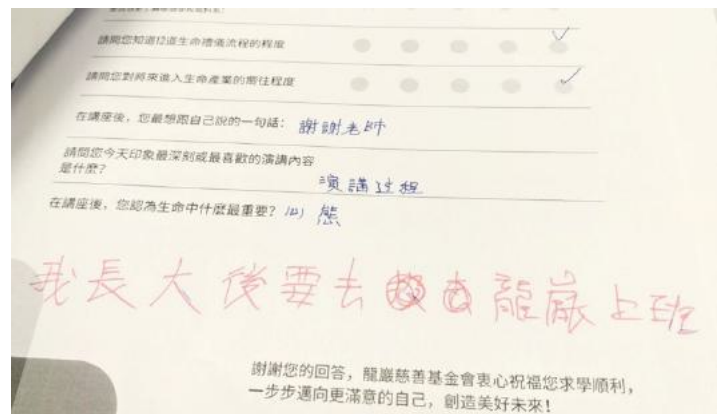 請問您知道12道生命禮儀流程的程度
請問您對將來進入生命產業的嚮往程度
在講座後，您最想跟自己說的一句話： 謝謝老師
請問您今天印象最深刻或最喜歡的演講內容
是什麼？ 演講过程
在講座後，您認為生命中什麼最重要？ 心態
我長大後要去龍巖上班
謝謝您的回答，龍巖慈善基金會衷心祝福您求學順利，
一步步邁向更滿意的自己，創造美好未來！